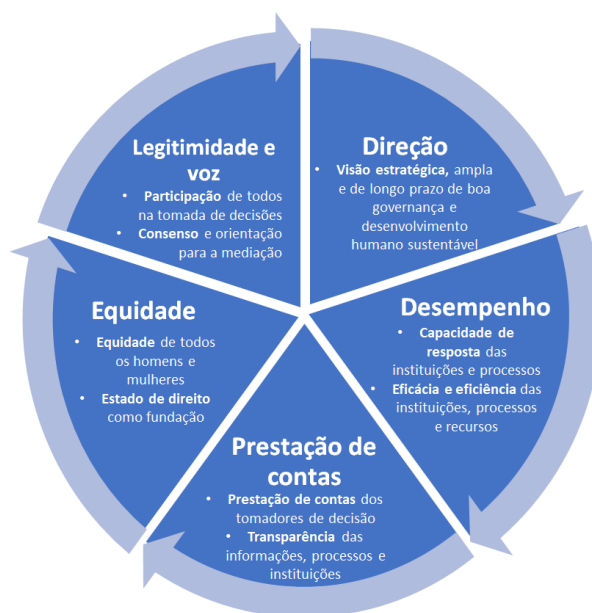 Legitimidade e
voz
• Participação de todos
na tomada de decisões
• Consenso e orientação
para a mediação
Direção
• Visão estratégica, ampla
e de longo prazo de boa
governança e
desenvolvimento
humano sustentável
Desempenho
• Capacidade de
resposta das
instituições e processos
• Eficácia e eficiência das
instituições, processos
e recursos
Prestação de
contas
• Prestação de contas dos
tomadores de decisão
• Transparência das
informações, processos e
instituições
Equidade
• Equidade de todos
os homens e
mulheres
• Estado de direito
como fundação